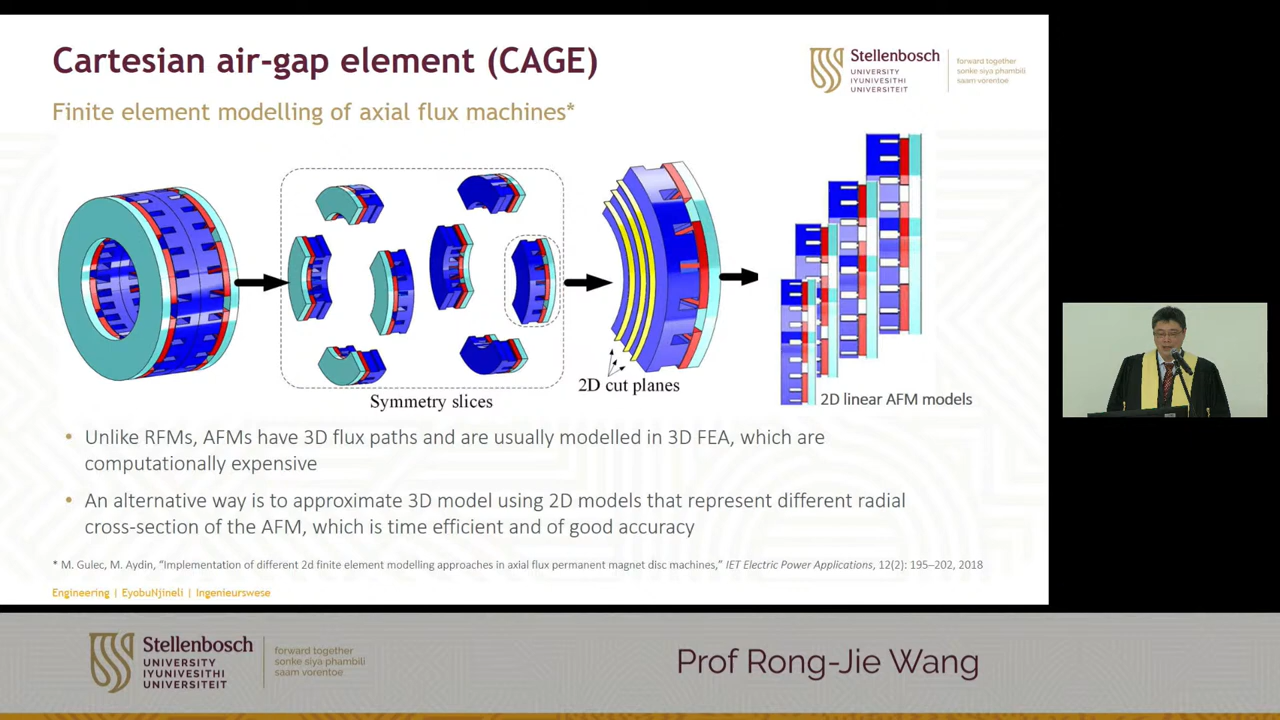 Cartesian air-gap element (CAGE)
Stellenbosch
UNIVERSITY
IYUNIVESITHI
UNIVERSITEIT
forward together
sonke siya phambili
saam vorentoe
Finite element modelling of axial flux machines*
Symmetry slices
2D cut planes
2D linear AFM models
• Unlike RFMs, AFMs have 3D flux paths and are usually modelled in 3D FEA, which are
computationally expensive
• An alternative way is to approximate 3D model using 2D models that represent different radial
cross-section of the AFM, which is time efficient and of good accuracy
* M. Gulec, M. Aydin, “Implementation of different 2d finite element modelling approaches in axial flux permanent magnet disc machines,” IET Electric Power Applications, 12(2): 195–202, 2018
Engineering | EyobuNjineli | Ingenieurswese
Stellenbosch
UNIVERSITY
IYUNIVESITHI
UNIVERSITEIT
forward together
sonke siya phambili
saam vorentoe
Prof Rong-Jie Wang